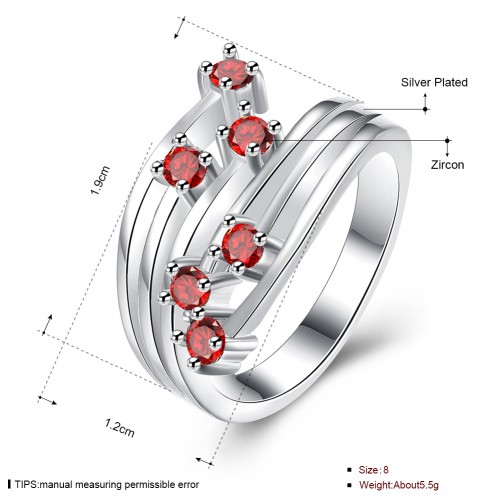 Silver Plated
Zircon
1.9cm
1.2cm
TIPS:manual measuring permissible error
Size: 8
Weight:About5.5g